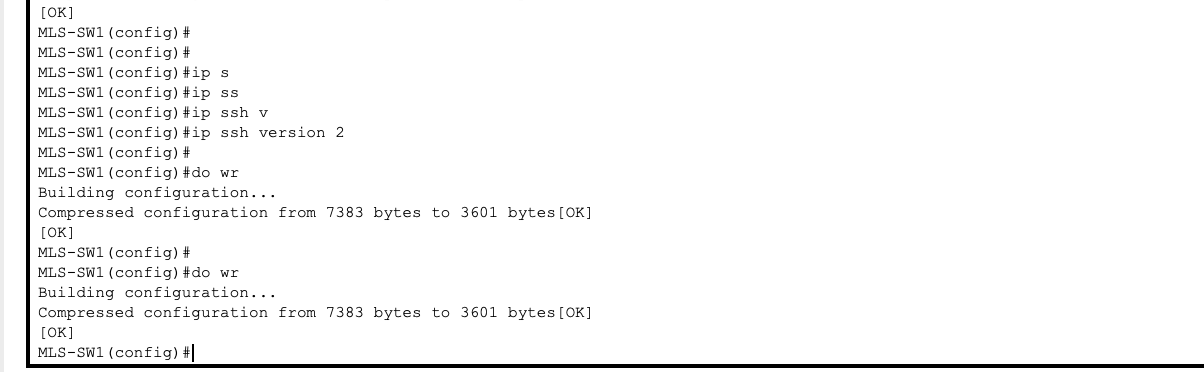 [OK]
MLS-SW1(config)#
MLS-SW1(config)#
MLS-SW1(config)#ip s
MLS-SW1(config)#ip ss
MLS-SW1(config)#ip ssh v
MLS-SW1(config)#ip ssh version 2
MLS-SW1(config)#
MLS-SW1(config)#do wr
Building configuration...
Compressed configuration from 7383 bytes to 3601 bytes[OK]
[OK]
MLS-SW1(config)#
MLS-SW1(config)#do wr
Building configuration...
Compressed configuration from 7383 bytes to 3601 bytes[OK]
[OK]
MLS-SW1(config)#